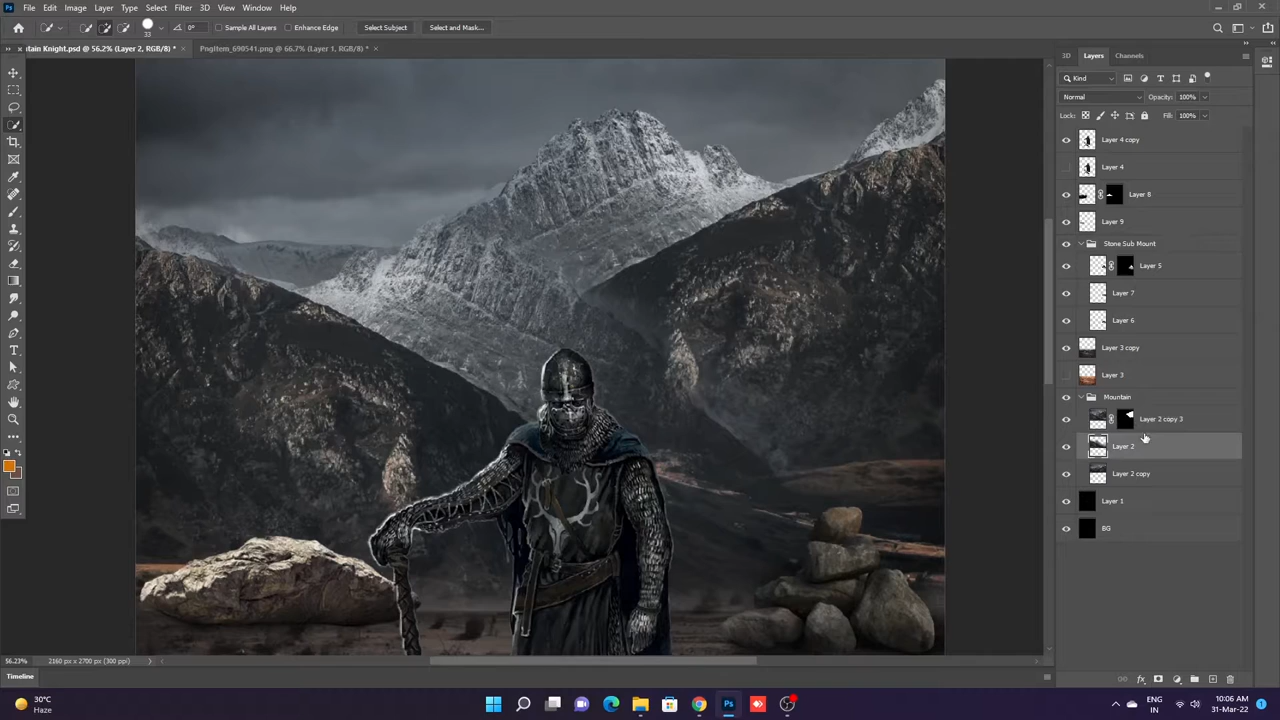 File Edit Image Layer Type Select Filter 3D View Window Help
33 0° Sample All Layers Enhance Edge Select Subject Select and Mask...
tain Knight.psd @ 56.2% (Layer 2, RGB/8) * PngItem_690541.png @ 66.7% (Layer 1, RGB/8) *
3D Layers Channels
Kind
Normal Opacity: 100%
Lock: Fill: 100%
Layer 4 copy
Layer 4
Layer 8
Layer 9
Stone Sub Mount
Layer 5
Layer 7
Layer 6
Layer 3 copy
Layer 3
Mountain
Layer 2 copy 3
Layer 2
Layer 2 copy
Layer 1
BG
56.23% 2160 px x 2700 px (300 ppi)
Timeline
30°C
Haze
ENG
IN
10:06 AM
31-Mar-22